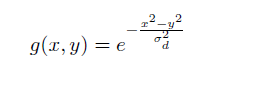 g(x, y) = e^{-\frac{x^2-y^2}{\sigma_d^2}}